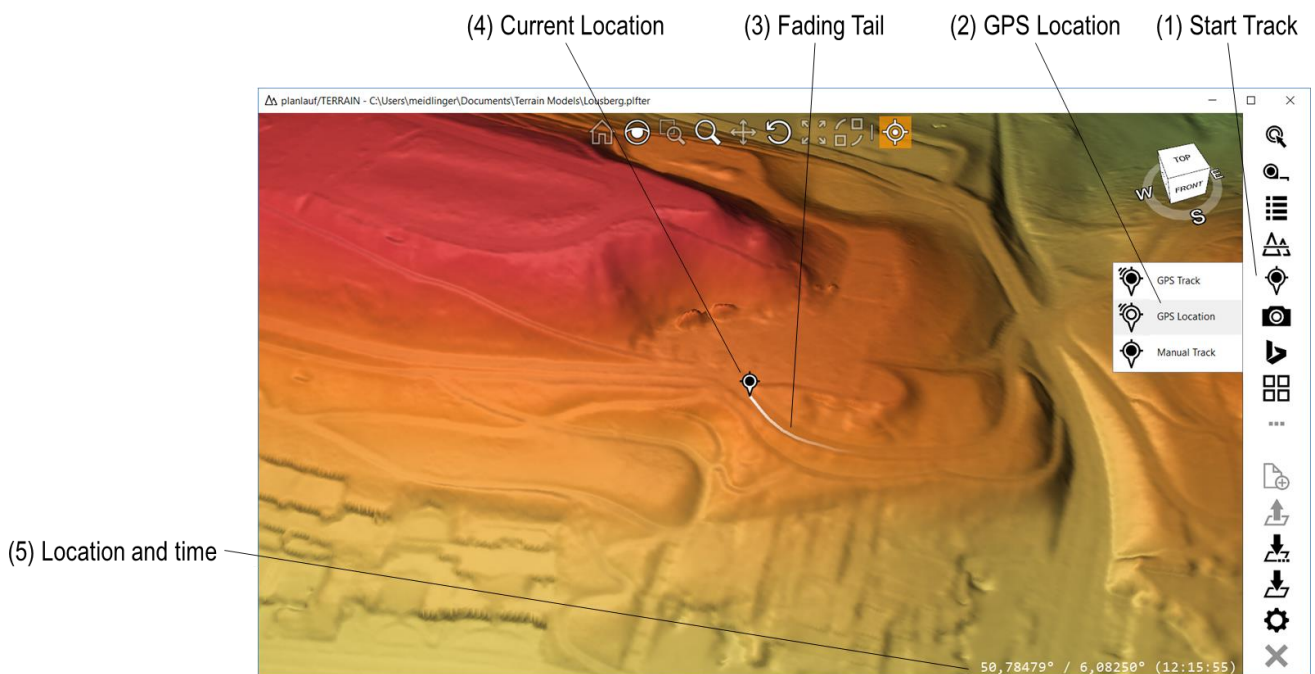 (4) Current Location (3) Fading Tail (2) GPS Location (1) Start Track
planlauf/TERRAIN - C:\Users\meidlinger\Documents\Terrain Models\Lousberg.plfter
TOP
FRONT
W
E
S
GPS Track
GPS Location
Manual Track
(5) Location and time
50,78479° / 6,08250° (12:15:55)